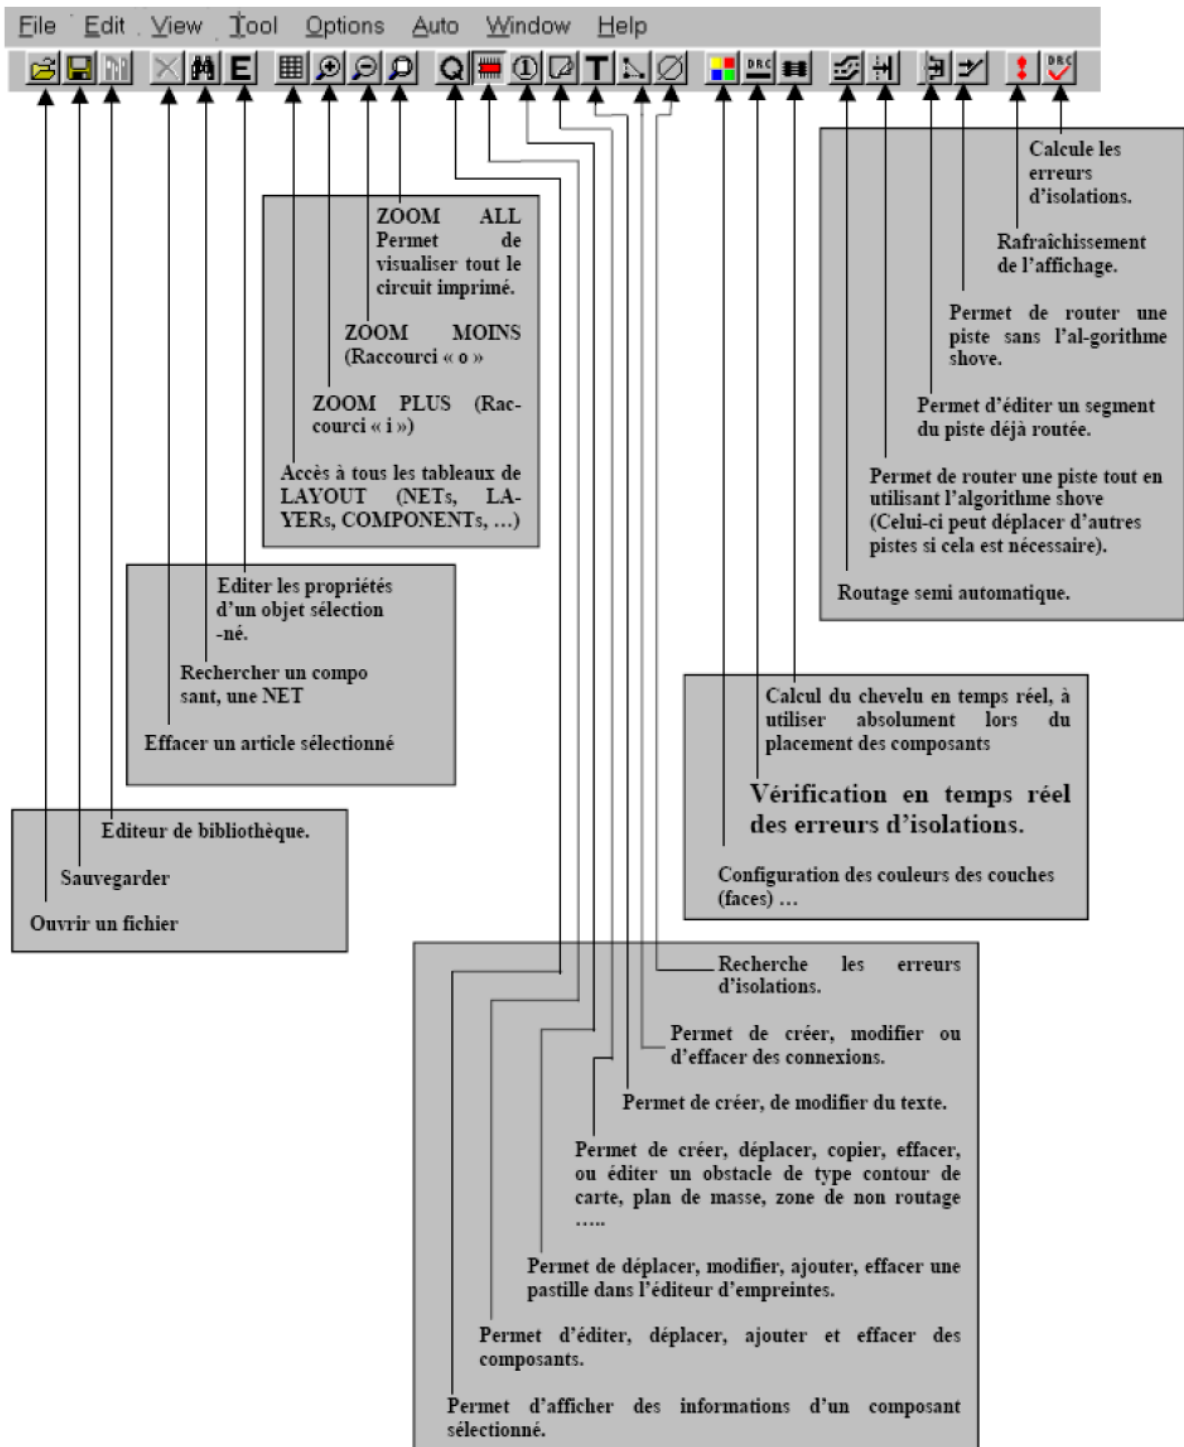 File Edit View Tool Options Auto Window Help
E Q 1 T DRC DRC
Calcule les
erreurs
d'isolations.
Rafraîchissement
de l'affichage.
Permet de router une
piste sans l'al-gorithme
shove.
Permet d'éditer un segment
du piste déjà routée.
Permet de router une piste tout en
utilisant l'algorithme shove
(Celui-ci peut déplacer d'autres
pistes si cela est nécessaire).
Routage semi automatique.
ZOOM ALL
Permet de
visualiser tout le
circuit imprimé.
ZOOM MOINS
(Raccourci « o »
ZOOM PLUS (Rac-
courci « i »)
Accès à tous les tableaux de
LAYOUT (NETs, LA-
YERs, COMPONENTs, …)
Editer les propriétés
d'un objet sélection
-né.
Rechercher un compo
sant, une NET
Effacer un article sélectionné
Calcul du chevelu en temps réel, à
utiliser absolument lors du
placement des composants
Vérification en temps réel
des erreurs d'isolations.
Configuration des couleurs des couches
(faces) …
Editeur de bibliothèque.
Sauvegarder
Ouvrir un fichier
Recherche les erreurs
d'isolations.
Permet de créer, modifier ou
d'effacer des connexions.
Permet de créer, de modifier du texte.
Permet de créer, déplacer, copier, effacer,
ou éditer un obstacle de type contour de
carte, plan de masse, zone de non routage
…..
Permet de déplacer, modifier, ajouter, effacer une
pastille dans l'éditeur d'empreintes.
Permet d'éditer, déplacer, ajouter et effacer des
composants.
Permet d'afficher des informations d'un composant
sélectionné.